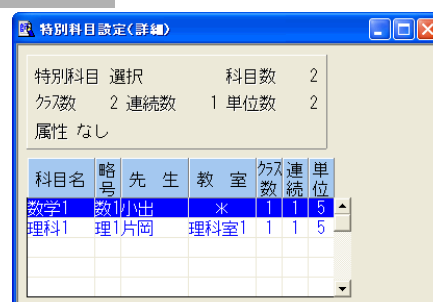 特別科目設定(詳細)
特別科目 選択 科目数 2
クラス数 2 連続数 1 単位数 2
属性 なし
科目名 略号 先 生 教 室 クラス数 連続 単位
数学1 数1 小出 * 1 1 5
理科1 理1 片岡 理科室1 1 1 5